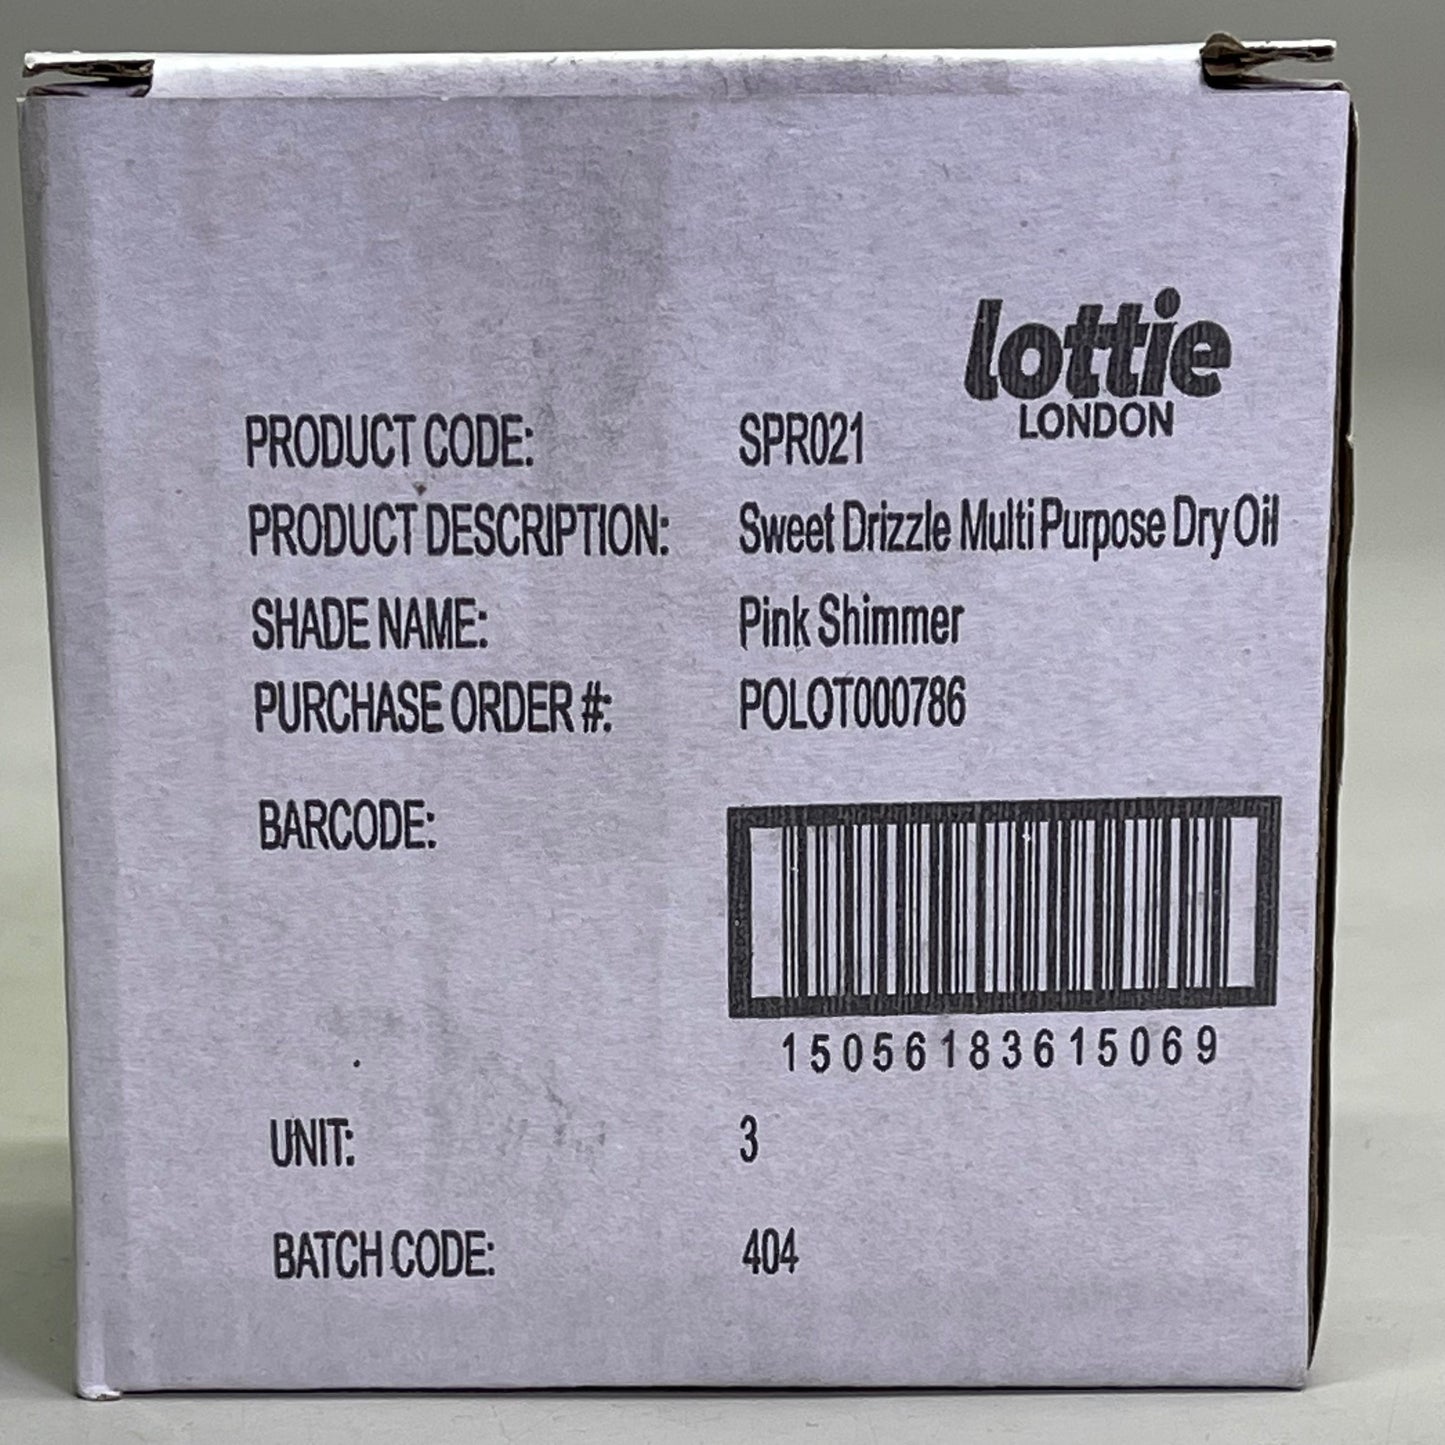 lottie
LONDON
PRODUCT CODE: SPR021
PRODUCT DESCRIPTION: Sweet Drizzle Multi Purpose Dry Oil
SHADE NAME: Pink Shimmer
PURCHASE ORDER #: POLOT000786
BARCODE:
15056183615069
UNIT: 3
BATCH CODE: 404